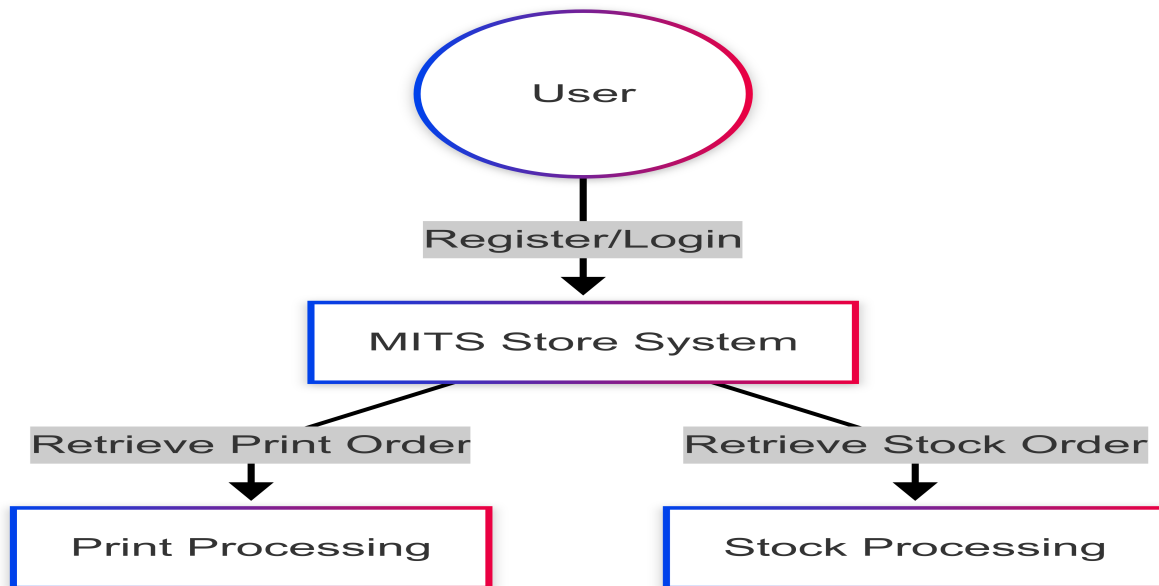 User
Register/Login
MITS Store System
Retrieve Print Order
Retrieve Stock Order
Print Processing
Stock Processing